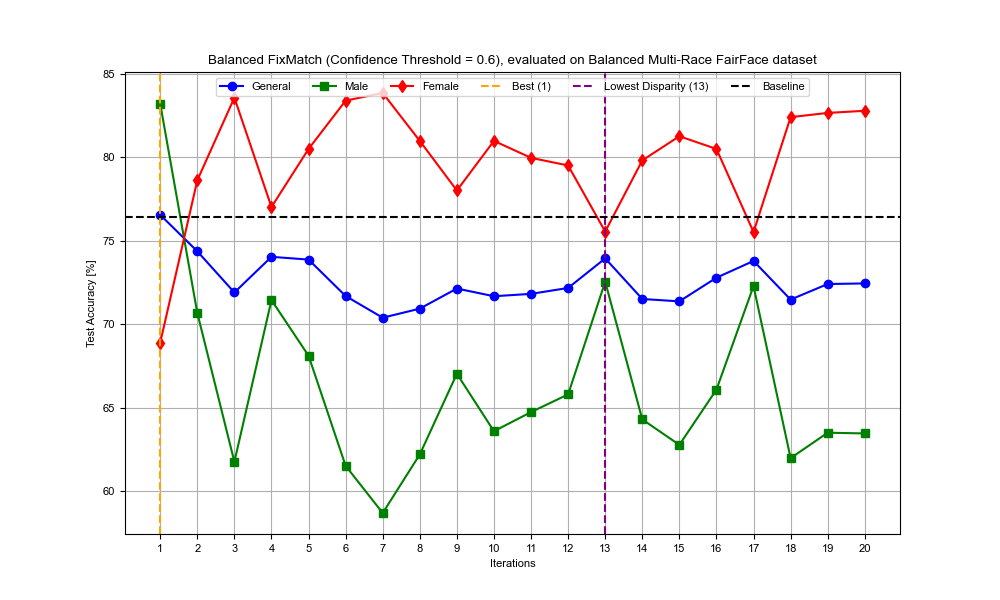 Balanced FixMatch (Confidence Threshold = 0.6), evaluated on Balanced Multi-Race FairFace dataset
General Male Female Best (1) Lowest Disparity (13) Baseline
85
80
75
70
65
60
Test Accuracy [%]
1 2 3 4 5 6 7 8 9 10 11 12 13 14 15 16 17 18 19 20
Iterations